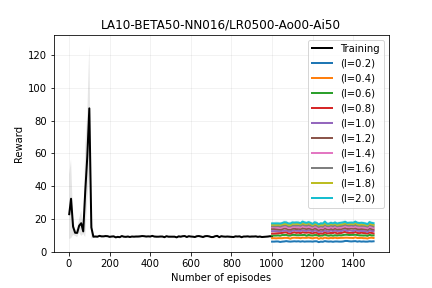 LA10-BETA50-NN016/LR0500-Ao00-Ai50
Reward
120
100
80
60
40
20
0
Training
(l=0.2)
(l=0.4)
(l=0.6)
(l=0.8)
(l=1.0)
(l=1.2)
(l=1.4)
(l=1.6)
(l=1.8)
(l=2.0)
0 200 400 600 800 1000 1200 1400
Number of episodes